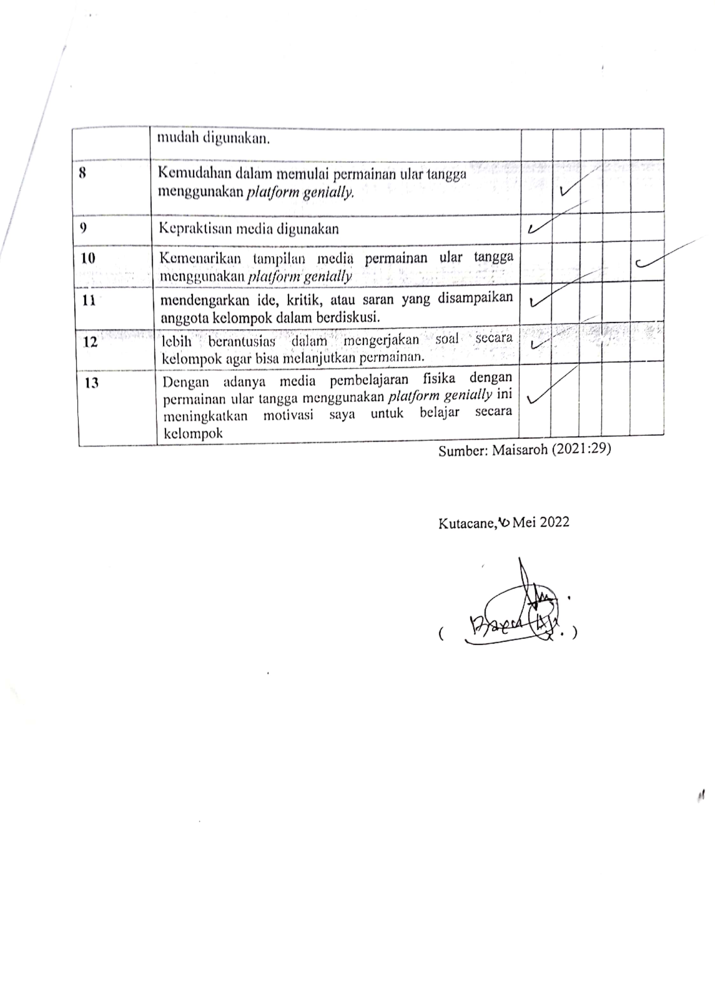 mudah digunakan.
8 Kemudahan dalam memulai permainan ular tangga
menggunakan platform genially.
9 Kepraktisan media digunakan
10 Kemenarikan tampilan media permainan ular tangga
menggunakan platform genially
11 mendengarkan ide, kritik, atau saran yang disampaikan
anggota kelompok dalam berdiskusi.
12 lebih berantusias dalam mengerjakan soal secara
kelompok agar bisa melanjutkan permainan.
13 Dengan adanya media pembelajaran fisika dengan
permainan ular tangga menggunakan platform genially ini
meningkatkan motivasi saya untuk belajar secara
kelompok
Sumber: Maisaroh (2021:29)
Kutacane, Mei 2022
( )